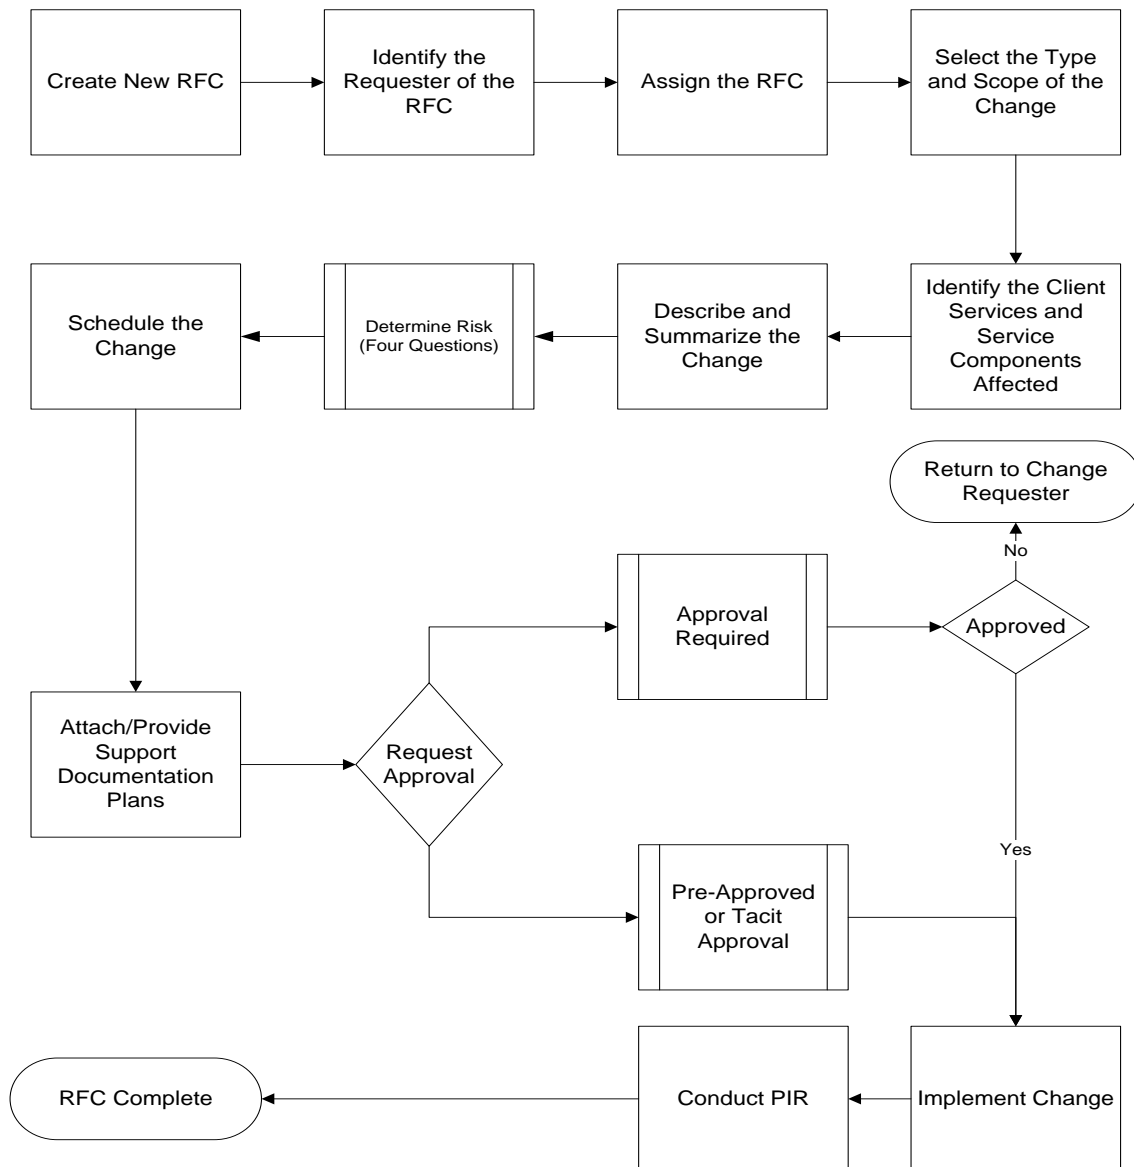 Create New RFC
Identify the
Requester of the
RFC
Assign the RFC
Select the Type
and Scope of the
Change
Schedule the
Change
Determine Risk
(Four Questions)
Describe and
Summarize the
Change
Identify the Client
Services and
Service
Components
Affected
Return to Change
Requester
No
Approval
Required
Approved
Attach/Provide
Support
Documentation
Plans
Request
Approval
Yes
Pre-Approved
or Tacit
Approval
RFC Complete
Conduct PIR
Implement Change